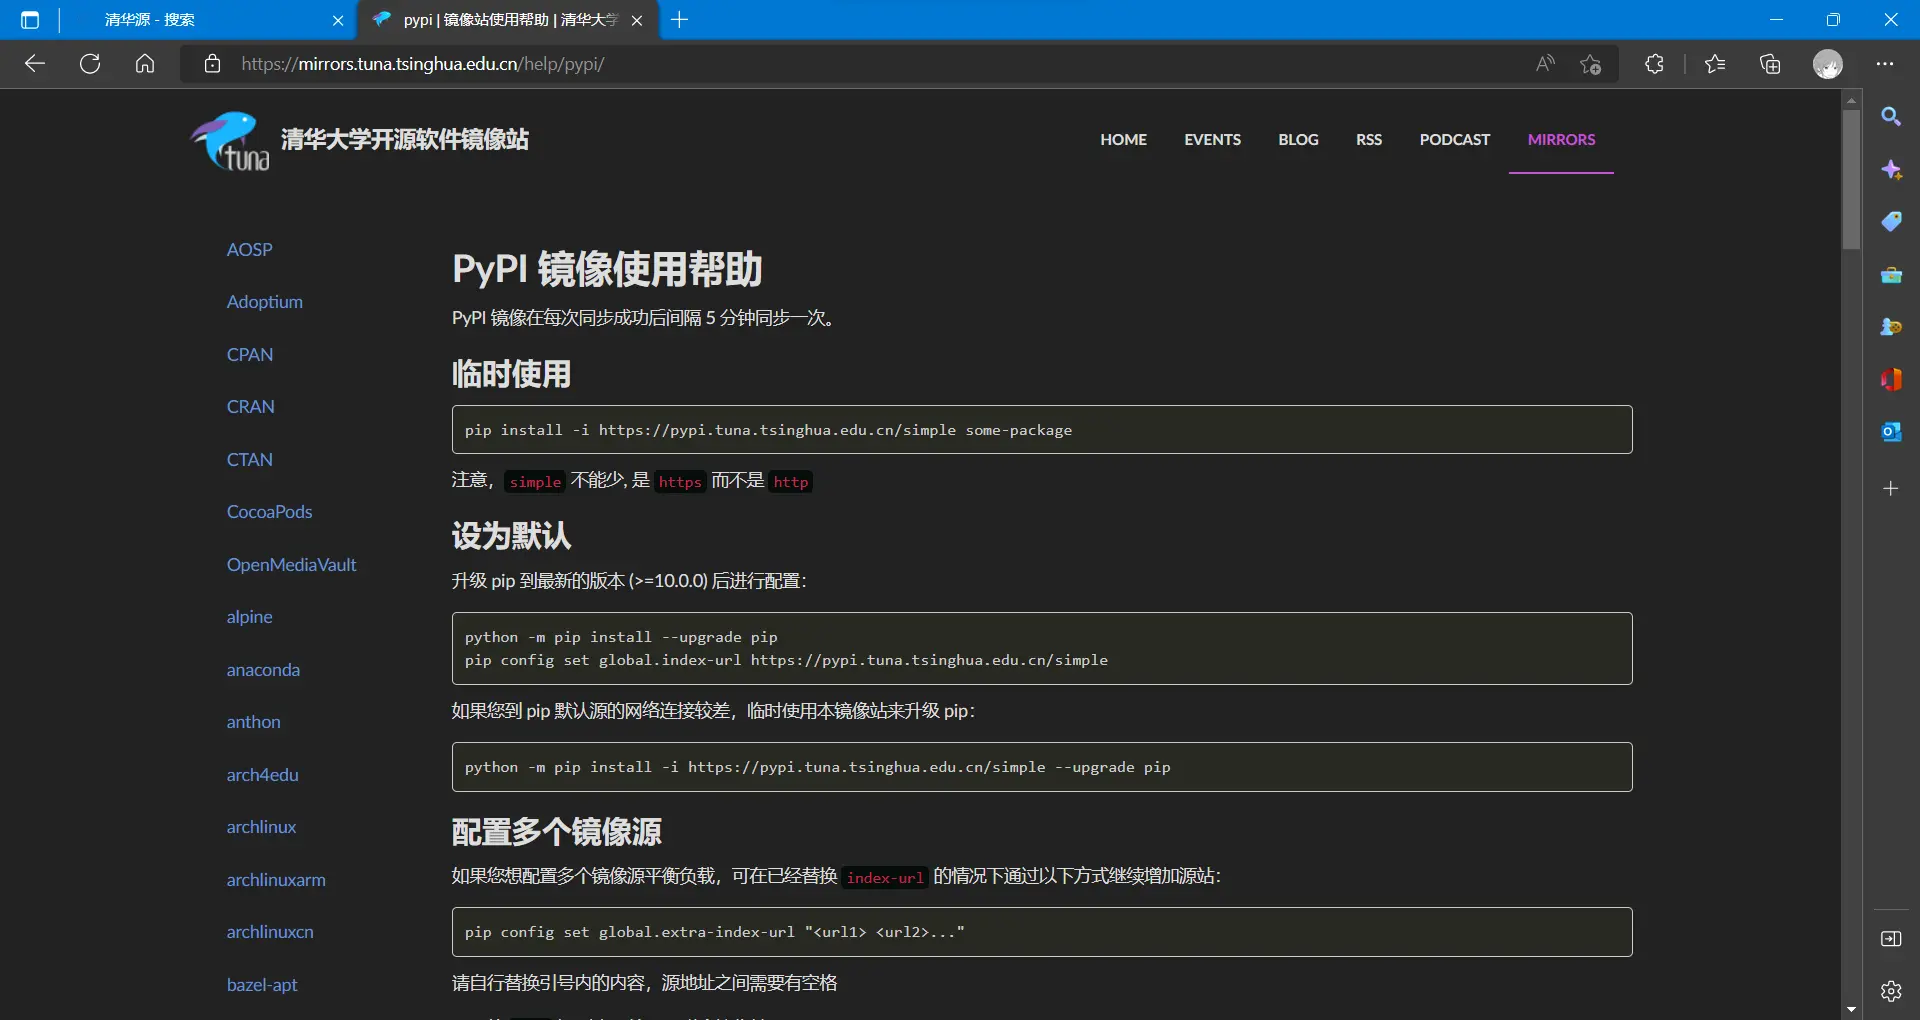 清华源 - 搜索
pypi | 镜像站使用帮助 | 清华大学
https://mirrors.tuna.tsinghua.edu.cn/help/pypi/
tuna
清华大学开源软件镜像站
HOME EVENTS BLOG RSS PODCAST MIRRORS
AOSP
Adoptium
CPAN
CRAN
CTAN
CocoaPods
OpenMediaVault
alpine
anaconda
anthon
arch4edu
archlinux
archlinuxarm
archlinuxcn
bazel-apt
PyPI 镜像使用帮助
PyPI 镜像在每次同步成功后间隔 5 分钟同步一次。
临时使用
pip install -i https://pypi.tuna.tsinghua.edu.cn/simple some-package
注意，simple 不能少, 是 https 而不是 http
设为默认
升级 pip 到最新的版本 (>=10.0.0) 后进行配置：
python -m pip install --upgrade pip
pip config set global.index-url https://pypi.tuna.tsinghua.edu.cn/simple
如果您到 pip 默认源的网络连接较差，临时使用本镜像站来升级 pip：
python -m pip install -i https://pypi.tuna.tsinghua.edu.cn/simple --upgrade pip
配置多个镜像源
如果您想配置多个镜像源平衡负载，可在已经替换 index-url 的情况下通过以下方式继续增加源站：
pip config set global.extra-index-url "<url1> <url2>..."
请自行替换引号内的内容，源地址之间需要有空格